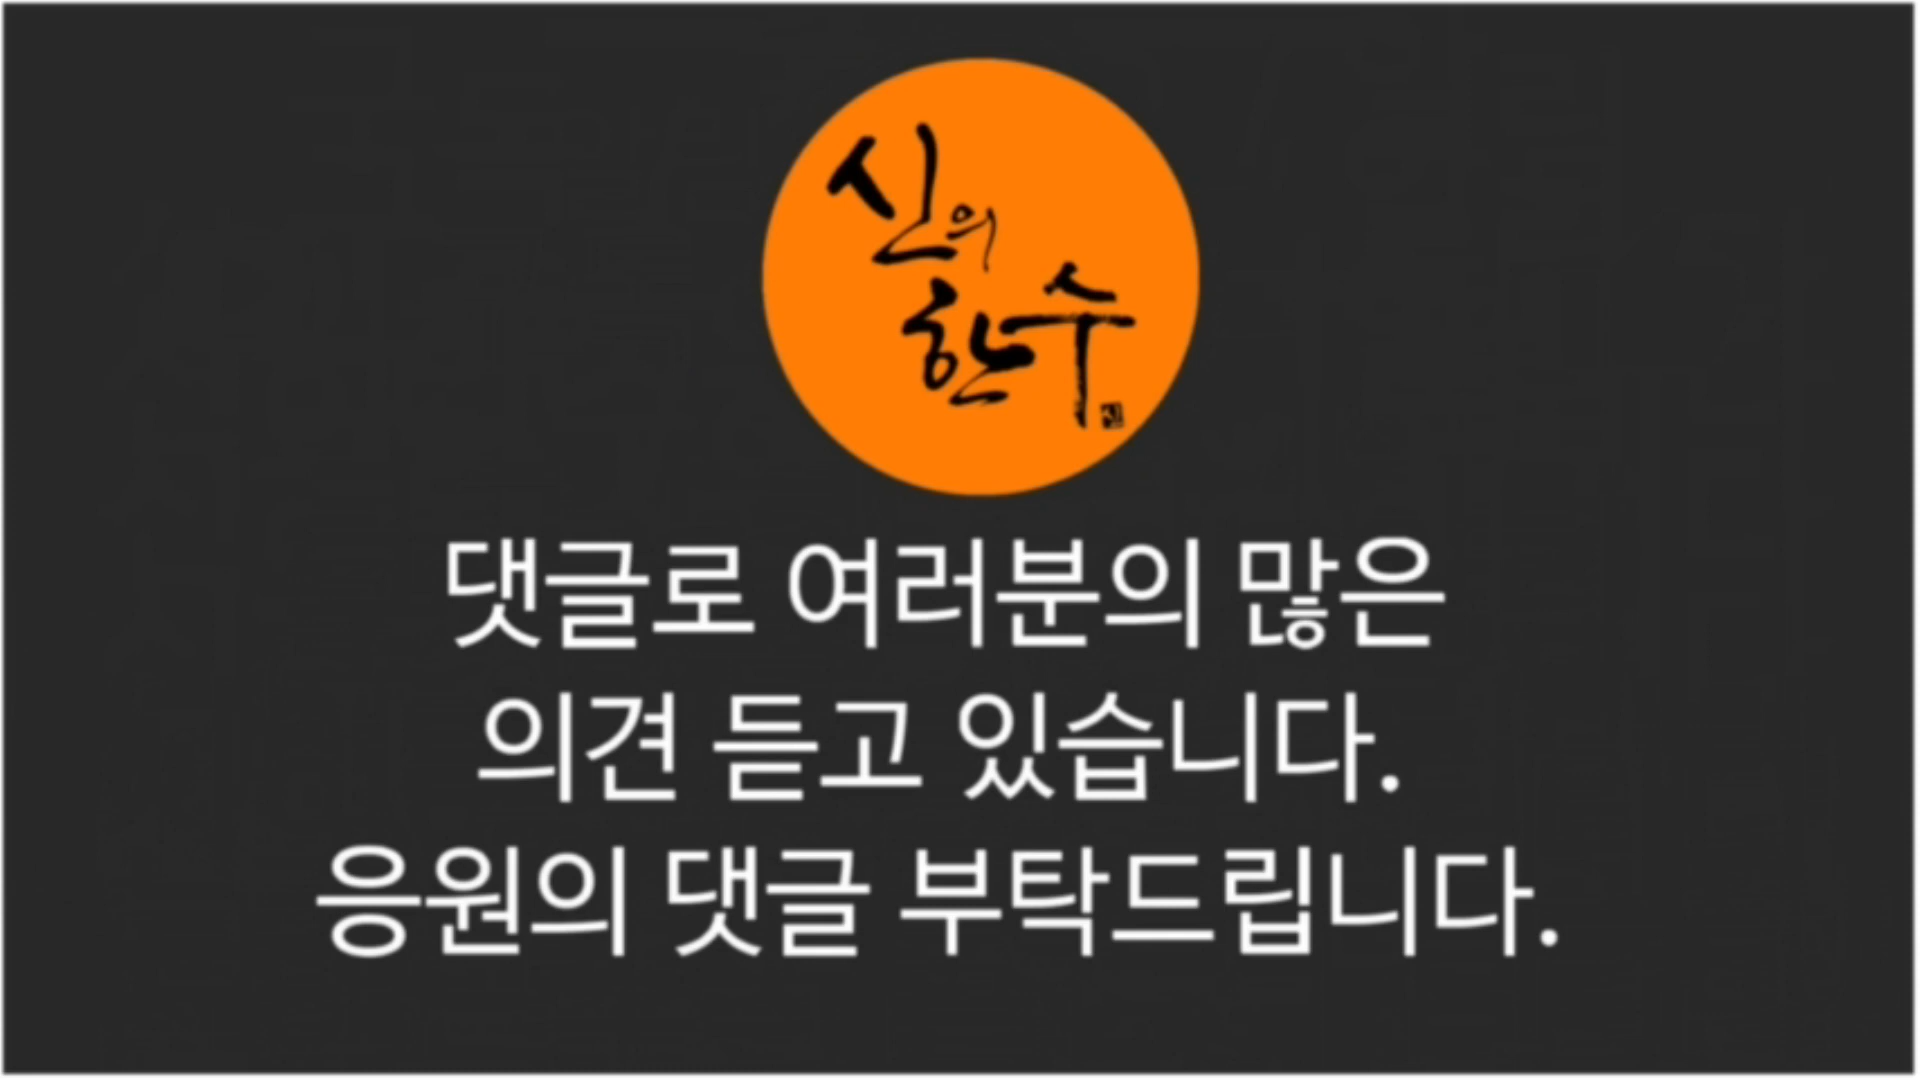 신의
한수
댓글로 여러분의 많은
의견 듣고 있습니다.
응원의 댓글 부탁드립니다.